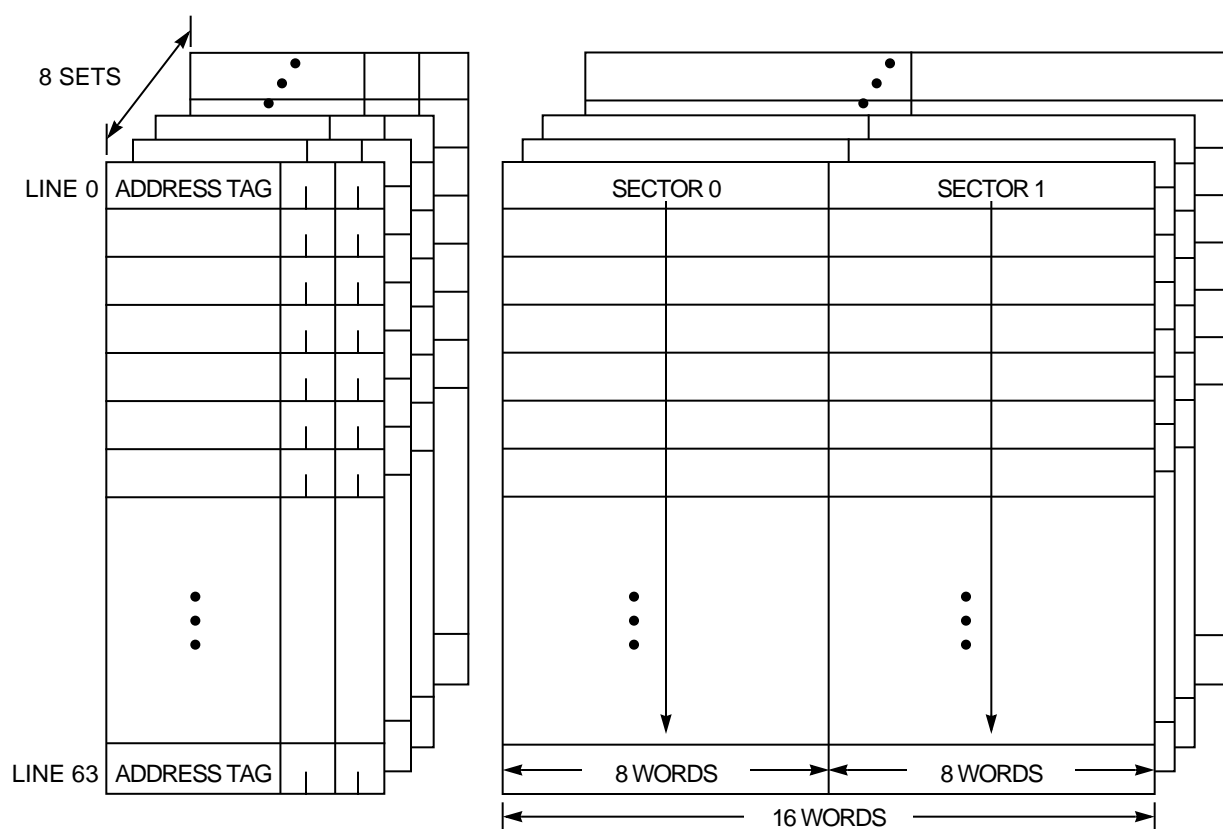 8 SETS
LINE 0 ADDRESS TAG SECTOR 0 SECTOR 1
LINE 63 ADDRESS TAG 8 WORDS 8 WORDS
16 WORDS